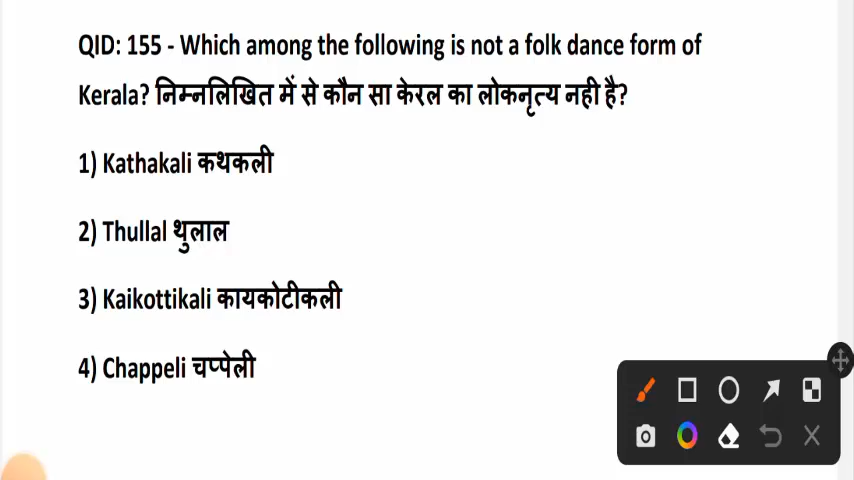 QID: 155 - Which among the following is not a folk dance form of
Kerala? निम्नलिखित में से कौन सा केरल का लोकनृत्य नही है?
1) Kathakali कथकली
2) Thullal थुलाल
3) Kaikottikali कायकोटीकली
4) Chappeli चप्पेली